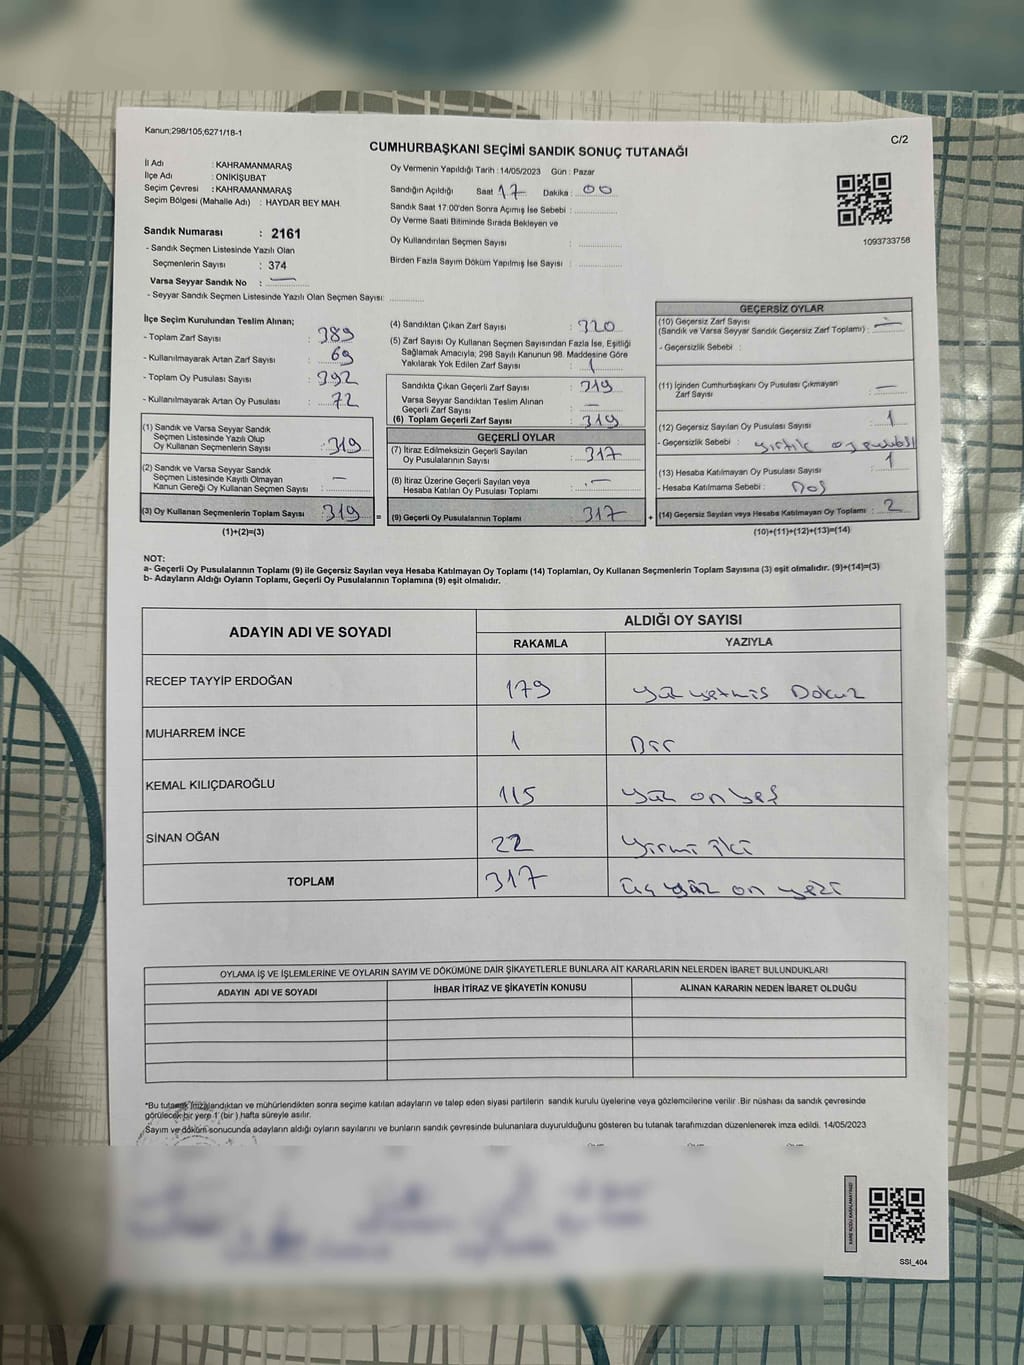 Kanun;298/105,6271/18-1
C/2
CUMHURBAŞKANI SEÇİMİ SANDIK SONUÇ TUTANAĞI
İl Adı : KAHRAMANMARAŞ
İlçe Adı : ONİKİŞUBAT
Seçim Çevresi : KAHRAMANMARAŞ
Seçim Bölgesi (Mahalle Adı) : HAYDAR BEY MAH.
Sandık Numarası : 2161
- Sandık Seçmen Listesinde Yazılı Olan
Seçmenlerin Sayısı : 374
Varsa Seyyar Sandık No : —
- Seyyar Sandık Seçmen Listesinde Yazılı Olan Seçmen Sayısı:
Oy Vermenin Yapıldığı Tarih : 14/05/2023 Gün : Pazar
Sandığın Açıldığı Saat 17 Dakika : 00
Sandık Saat 17:00'den Sonra Açımış İse Sebebi :
Oy Verme Saati Bitiminde Sırada Bekleyen ve
Oy Kullandırılan Seçmen Sayısı :
Birden Fazla Sayım Döküm Yapılmış İse Sayısı :
1093733756
İlçe Seçim Kurulundan Teslim Alınan;
- Toplam Zarf Sayısı : 389
- Kullanılmayarak Artan Zarf Sayısı : 69
- Toplam Oy Pusulası Sayısı : 392
- Kullanılmayarak Artan Oy Pusulası : 72
(1) Sandık ve Varsa Seyyar Sandık
Seçmen Listesinde Yazılı Olup
Oy Kullanan Seçmenlerin Sayısı : 319
(2) Sandık ve Varsa Seyyar Sandık
Seçmen Listesinde Kayıtlı Olmayan
Kanun Gereği Oy Kullanan Seçmen Sayısı : —
(3) Oy Kullanan Seçmenlerin Toplam Sayısı : 319 =
(1)+(2)=(3)
(4) Sandıktan Çıkan Zarf Sayısı : 320
(5) Zarf Sayısı Oy Kullanan Seçmen Sayısından Fazla İse, Eşitliği
Sağlamak Amacıyla; 298 Sayılı Kanunun 98. Maddesine Göre
Yakılarak Yok Edilen Zarf Sayısı : 1
Sandıkta Çıkan Geçerli Zarf Sayısı : 319
Varsa Seyyar Sandıktan Teslim Alınan
Geçerli Zarf Sayısı : —
(6) Toplam Geçerli Zarf Sayısı : 319
GEÇERLİ OYLAR
(7) İtiraz Edilmeksizin Geçerli Sayılan
Oy Pusulalarının Sayısı : 317
(8) İtiraz Üzerine Geçerli Sayılan veya
Hesaba Katılan Oy Pusulası Toplamı : —
(9) Geçerli Oy Pusulalarının Toplamı : 317 +
GEÇERSİZ OYLAR
(10) Geçersiz Zarf Sayısı
(Sandık ve Varsa Seyyar Sandık Geçersiz Zarf Toplamı) : —
- Geçersizlik Sebebi :
(11) İçinden Cumhurbaşkanı Oy Pusulası Çıkmayan
Zarf Sayısı : —
(12) Geçersiz Sayılan Oy Pusulası Sayısı : 1
- Geçersizlik Sebebi : yırtık oy pusulası
(13) Hesaba Katılmayan Oy Pusulası Sayısı : 1
- Hesaba Katılmama Sebebi : Boş
(14) Geçersiz Sayılan veya Hesaba Katılmayan Oy Toplamı : 2
(10)+(11)+(12)+(13)=(14)
NOT:
a- Geçerli Oy Pusulalarının Toplamı (9) ile Geçersiz Sayılan veya Hesaba Katılmayan Oy Toplamı (14) Toplamları, Oy Kullanan Seçmenlerin Toplam Sayısına (3) eşit olmalıdır. (9)+(14)=(3)
b- Adayların Aldığı Oyların Toplamı, Geçerli Oy Pusulalarının Toplamına (9) eşit olmalıdır.
ADAYIN ADI VE SOYADI
ALDIĞI OY SAYISI
RAKAMLA YAZIYLA
RECEP TAYYİP ERDOĞAN 179 yüz yetmiş Dokuz
MUHARREM İNCE 1 Bir
KEMAL KILIÇDAROĞLU 115 yüz on beş
SİNAN OĞAN 22 yirmi iki
TOPLAM 317 üç yüz on yedi
OYLAMA İŞ VE İŞLEMLERİNE VE OYLARIN SAYIM VE DÖKÜMÜNE DAİR ŞİKAYETLERLE BUNLARA AİT KARARLARIN NELERDEN İBARET BULUNDUKLARI
ADAYIN ADI VE SOYADI İHBAR İTİRAZ VE ŞİKAYETİN KONUSU ALINAN KARARIN NEDEN İBARET OLDUĞU
*Bu tutanak imzalandıktan ve mühürlendikten sonra seçime katılan adayların ve talep eden siyasi partilerin sandık kurulu üyelerine veya gözlemcilerine verilir .Bir nüshası da sandık çevresinde
görülecek bir yere 1 (bir ) hafta süreyle asılır.
Sayım ve döküm sonucunda adayların aldığı oyların sayılarını ve bunların sandık çevresinde bulunanlara duyurulduğunu gösteren bu tutanak tarafımızdan düzenlenerek imza edildi. 14/05/2023
SSI_404